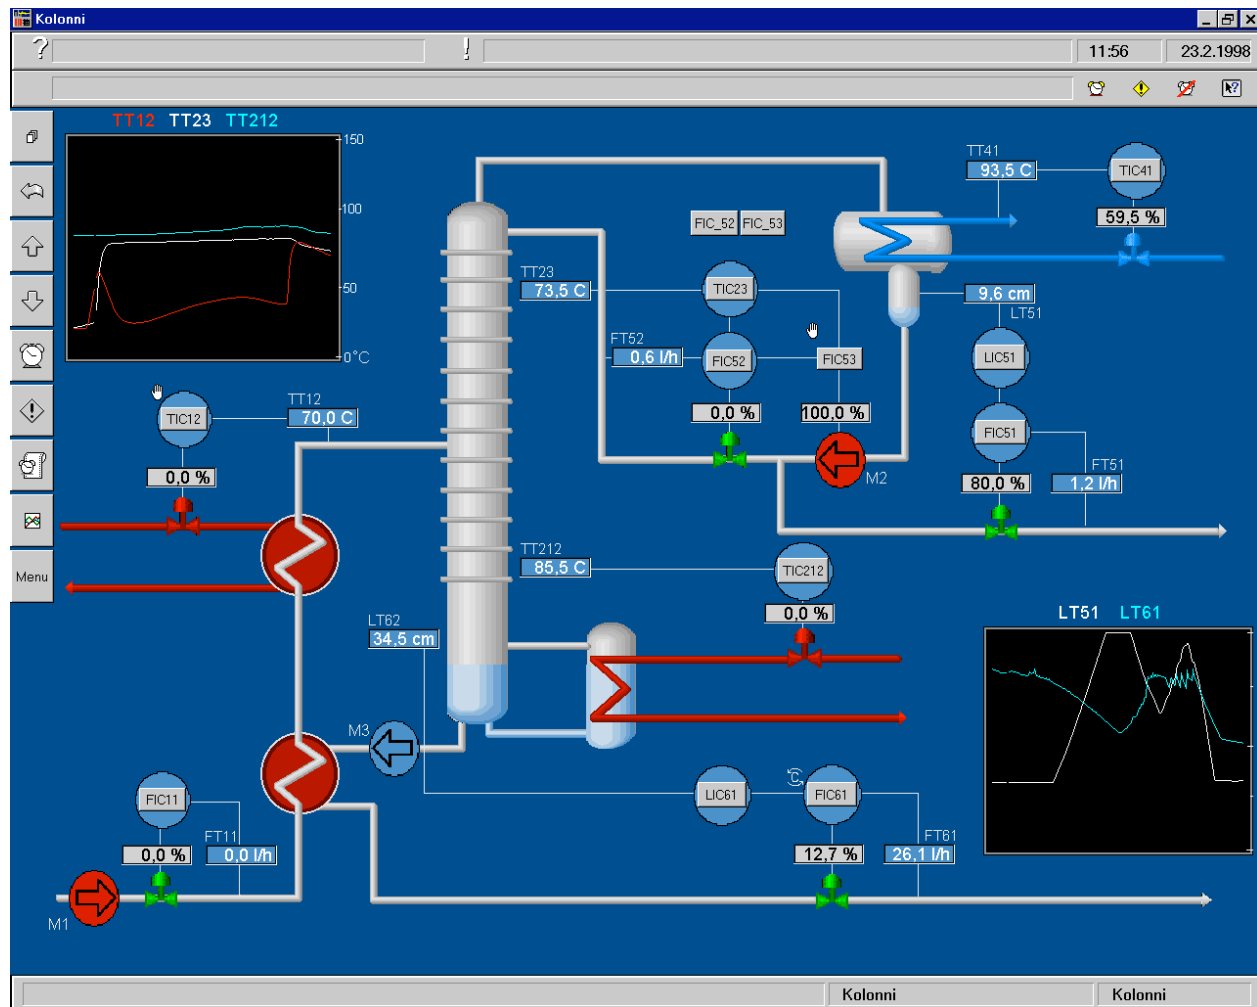 Kolonni
11:56 23.2.1998
TT12 TT23 TT212
150
100
50
0°C
TT41
93,5 C
TIC41
59,5 %
FIC_52 FIC_53
TT23
73,5 C
TIC23
9,6 cm
LT51
FT52
0,6 l/h
FIC52
FIC53
LIC51
TT12
TIC12
70,0 C
0,0 %
100,0 %
FIC51
0,0 %
M2
FT51
80,0 %
1,2 l/h
TT212
85,5 C
TIC212
Menu
0,0 %
LT51 LT61
LT62
34,5 cm
M3
FIC11
LIC61
C
FIC61
FT11
0,0 %
0,0 l/h
FT61
12,7 %
26,1 l/h
M1
Kolonni
Kolonni